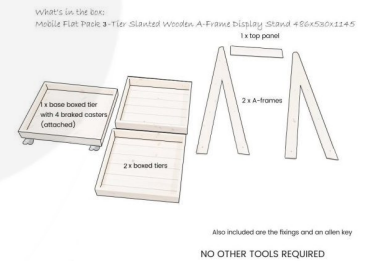 What's in the box:
Mobile Flat Pack 3-Tier Slanted Wooden A-Frame Display Stand 486x580x1145
1 x top panel
1 x base boxed tier
with 4 braked casters
(attached)
2 x A-frames
2 x boxed tiers
Also included are the fixings and an allen key
NO OTHER TOOLS REQUIRED